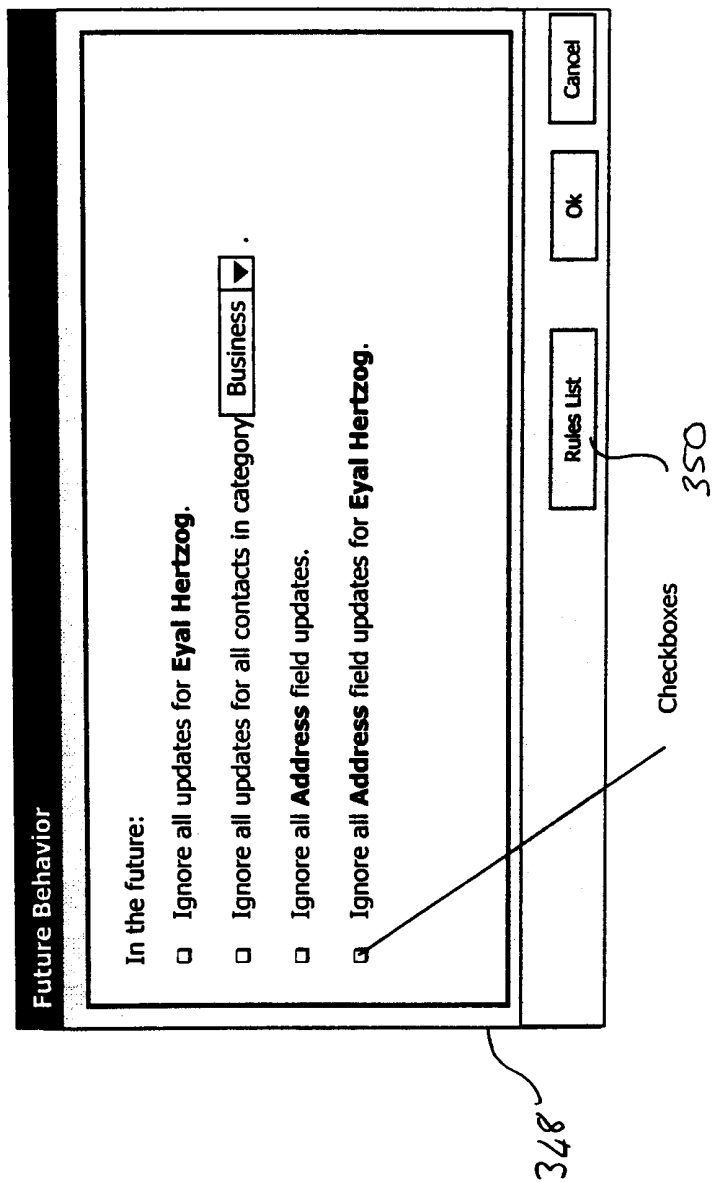 Future Behavior
In the future:
Ignore all updates for Eyal Hertzog.
Ignore all updates for all contacts in category Business .
Ignore all Address field updates.
Ignore all Address field updates for Eyal Hertzog.
Rules List
Ok
Cancel
348
Checkboxes
350